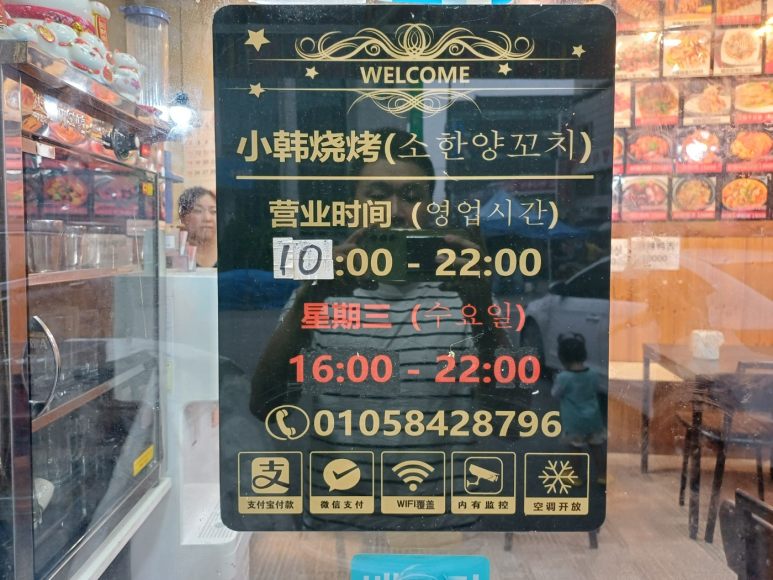 WELCOME
小韩烧烤(소한양꼬치)
营业时间 (영업시간)
10:00 - 22:00
星期三 (수요일)
16:00 - 22:00
01058428796
支付宝付款 微信支付 WIFI覆盖 内有监控 空调开放